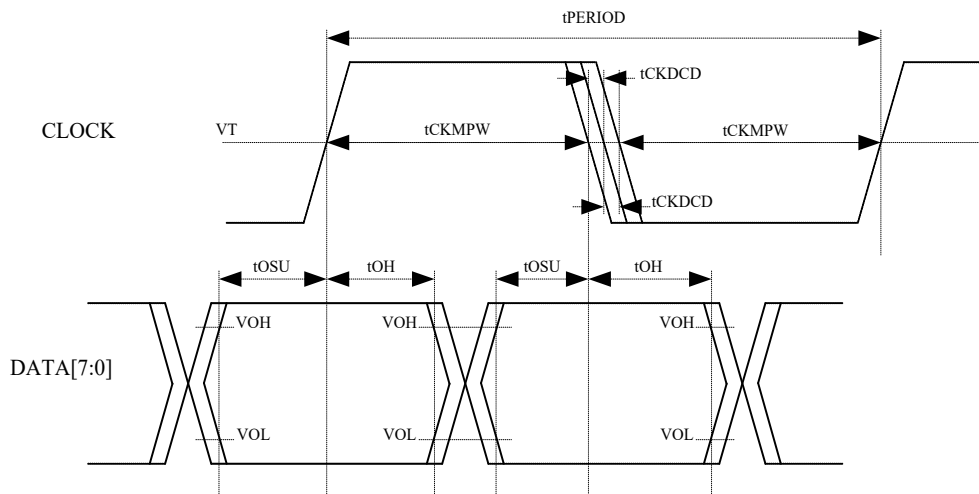 tPERIOD
tCKDCD
CLOCK
VT
tCKMPW
tCKMPW
tCKDCD
tOSU
tOH
tOSU
tOH
VOH
VOH
VOH
DATA[7:0]
VOL
VOL
VOL